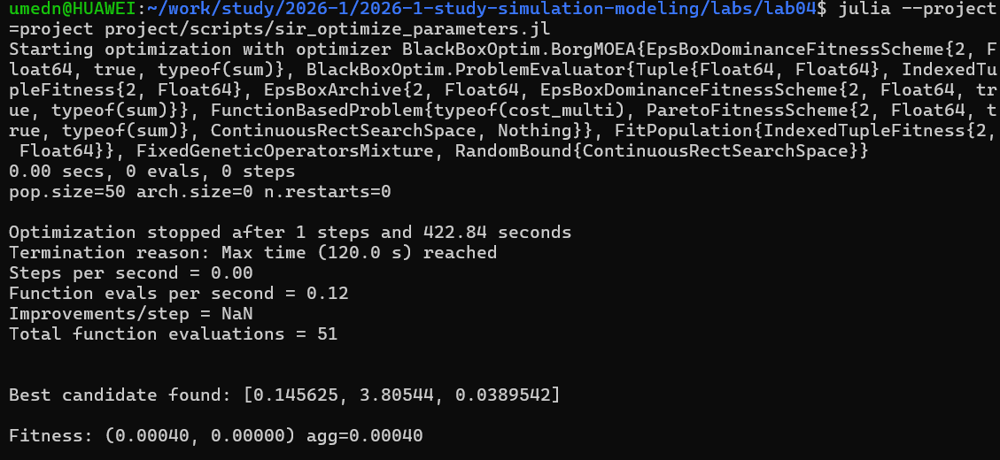 umedn@HUAWEI:~/work/study/2026-1/2026-1-study-simulation-modeling/labs/lab04$ julia --project
=project project/scripts/sir_optimize_parameters.jl
Starting optimization with optimizer BlackBoxOptim.BorgMOEA{EpsBoxDominanceFitnessScheme{2, F
loat64, true, typeof(sum)}, BlackBoxOptim.ProblemEvaluator{Tuple{Float64, Float64}, IndexedTu
pleFitness{2, Float64}, EpsBoxArchive{2, Float64, EpsBoxDominanceFitnessScheme{2, Float64, tr
ue, typeof(sum)}}, FunctionBasedProblem{typeof(cost_multi), ParetoFitnessScheme{2, Float64, t
rue, typeof(sum)}, ContinuousRectSearchSpace, Nothing}}, FitPopulation{IndexedTupleFitness{2,
 Float64}}, FixedGeneticOperatorsMixture, RandomBound{ContinuousRectSearchSpace}}
0.00 secs, 0 evals, 0 steps
pop.size=50 arch.size=0 n.restarts=0

Optimization stopped after 1 steps and 422.84 seconds
Termination reason: Max time (120.0 s) reached
Steps per second = 0.00
Function evals per second = 0.12
Improvements/step = NaN
Total function evaluations = 51


Best candidate found: [0.145625, 3.80544, 0.0389542]

Fitness: (0.00040, 0.00000) agg=0.00040